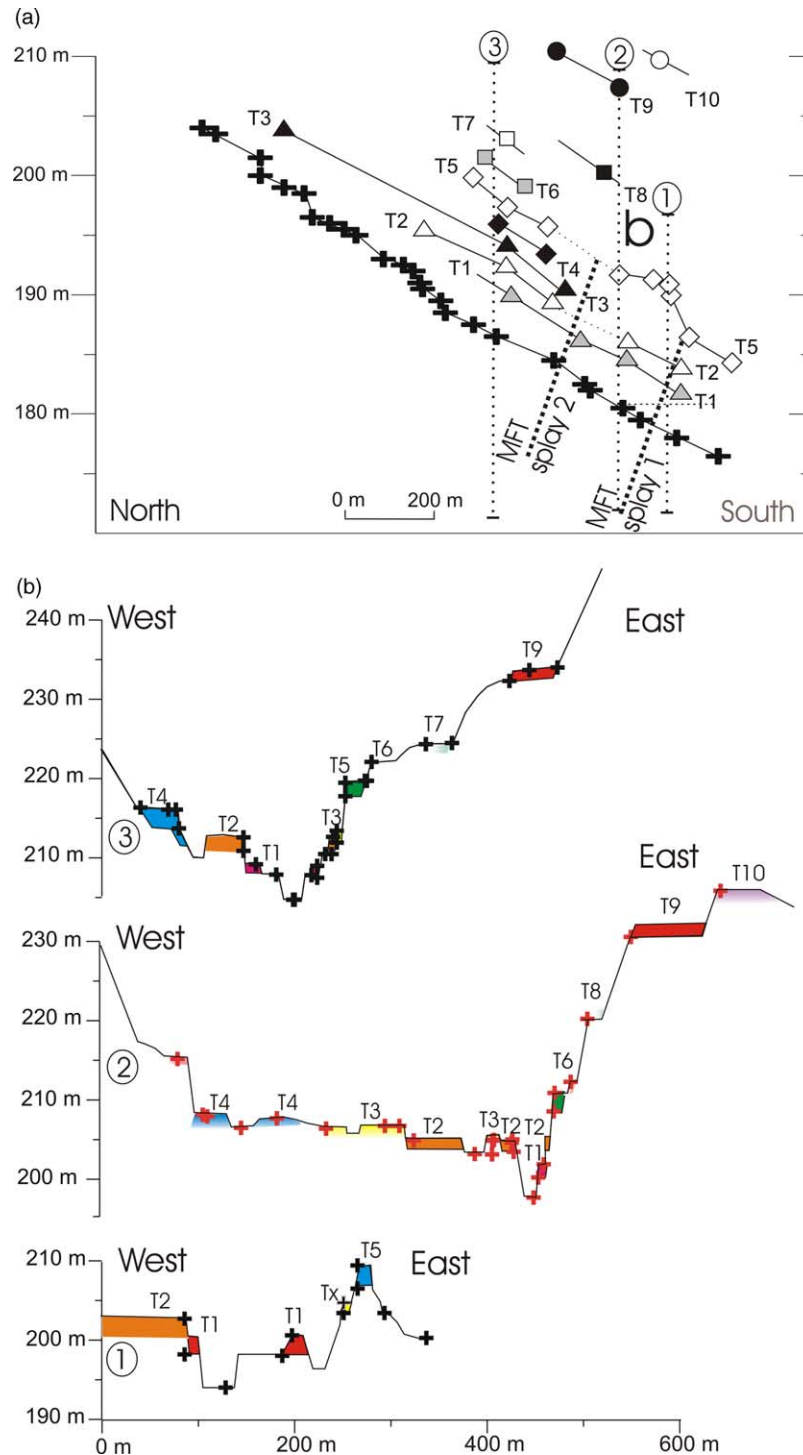 (a)
210 m
200 m
190 m
180 m
3
2
1
T10
T9
T3
T7
T5
T6
T8
b
T2
T1
T4
T3
T5
T2
T1
MFT
splay 2
MFT
splay 1
0 m 200 m
North
South
(b)
240 m
230 m
220 m
210 m
West
East
T9
T7
T6
T5
T4
T3
T2
T1
3
230 m
220 m
210 m
200 m
West
East
T10
T9
T8
T6
T4
T4
T3
T2
T3
T2
T2
T1
2
210 m
200 m
190 m
West
East
T5
T2
Tx
T1
T1
1
0 m
200 m
400 m
600 m